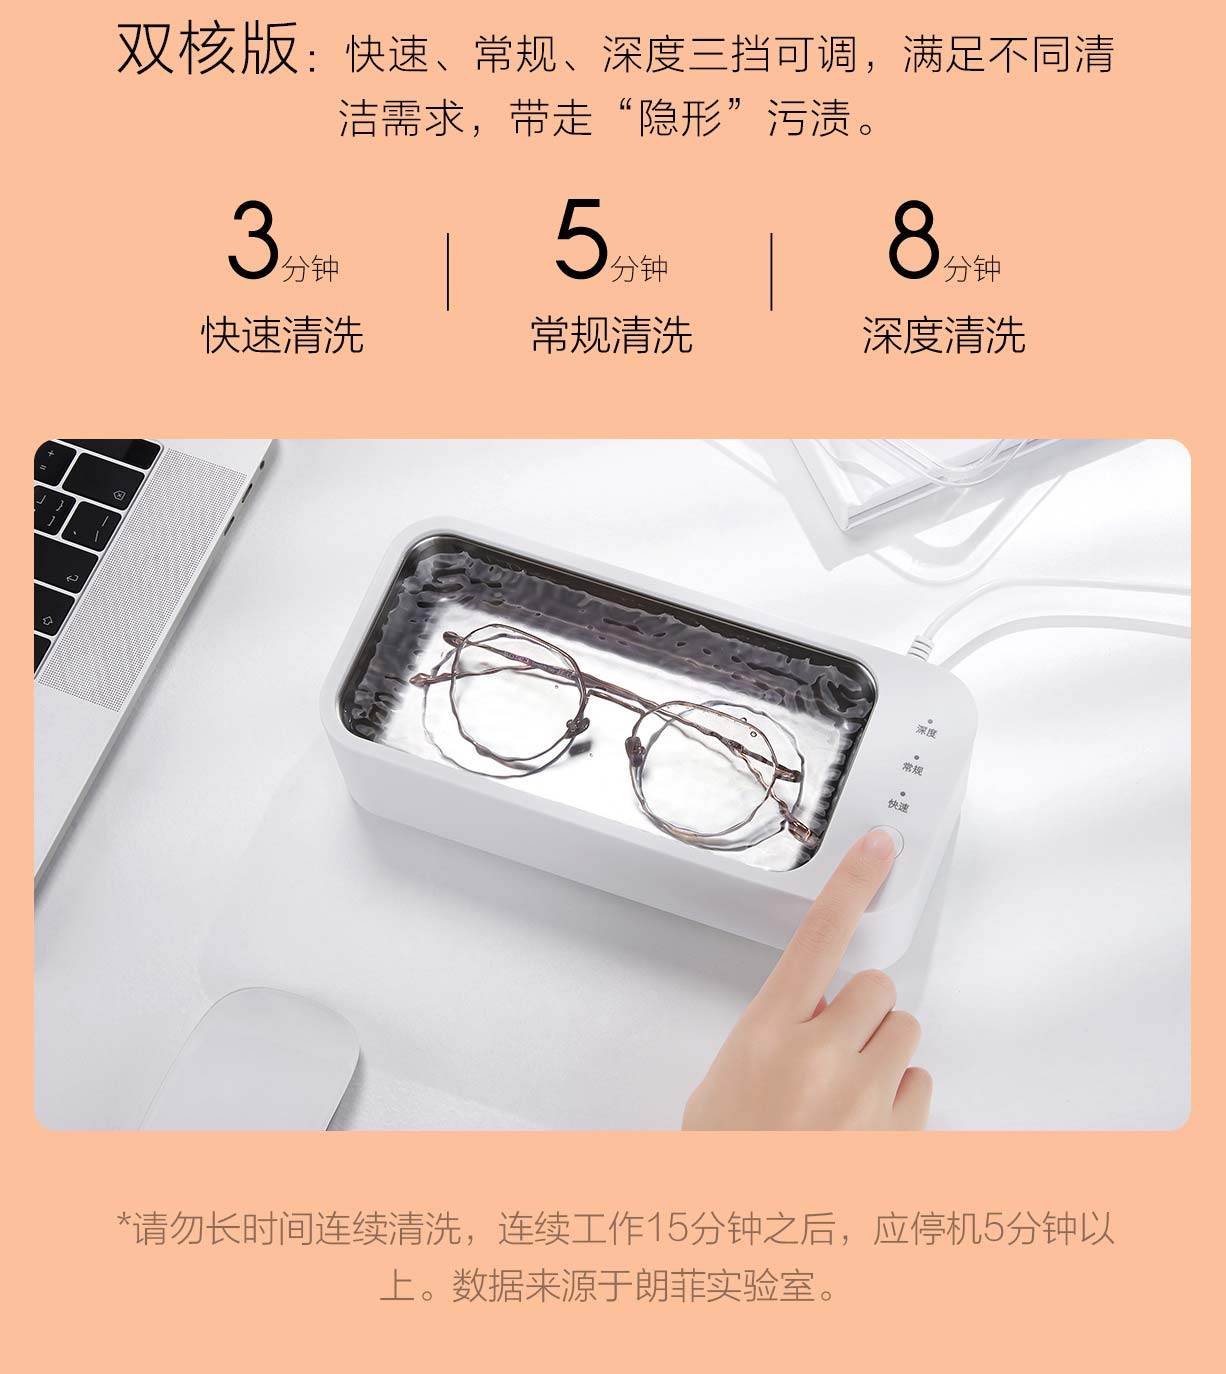 双核版：快速、常规、深度三挡可调，满足不同清
洁需求，带走“隐形”污渍。
3分钟
快速清洗
5分钟
常规清洗
8分钟
深度清洗
深度
常规
快速
*请勿长时间连续清洗，连续工作15分钟之后，应停机5分钟以
上。数据来源于朗菲实验室。